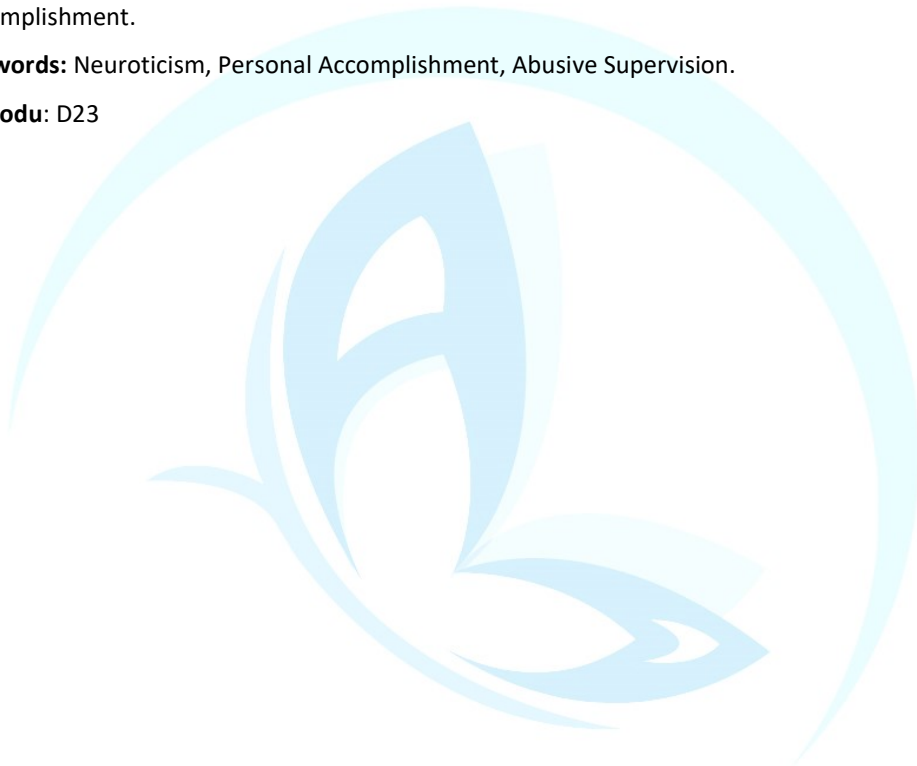 mplishment.
words: Neuroticism, Personal Accomplishment, Abusive Supervision.
odu: D23